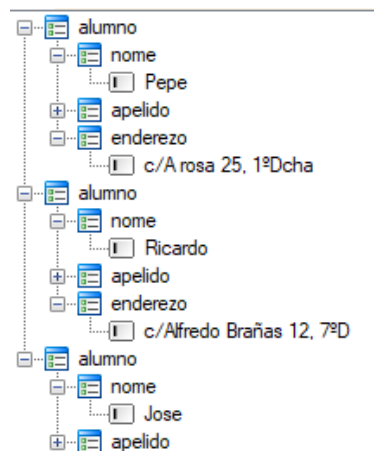 alumno
nome
Pepe
apelido
enderezo
c/A rosa 25, 1ºDcha
alumno
nome
Ricardo
apelido
enderezo
c/Alfredo Brañas 12, 7ºD
alumno
nome
Jose
apelido